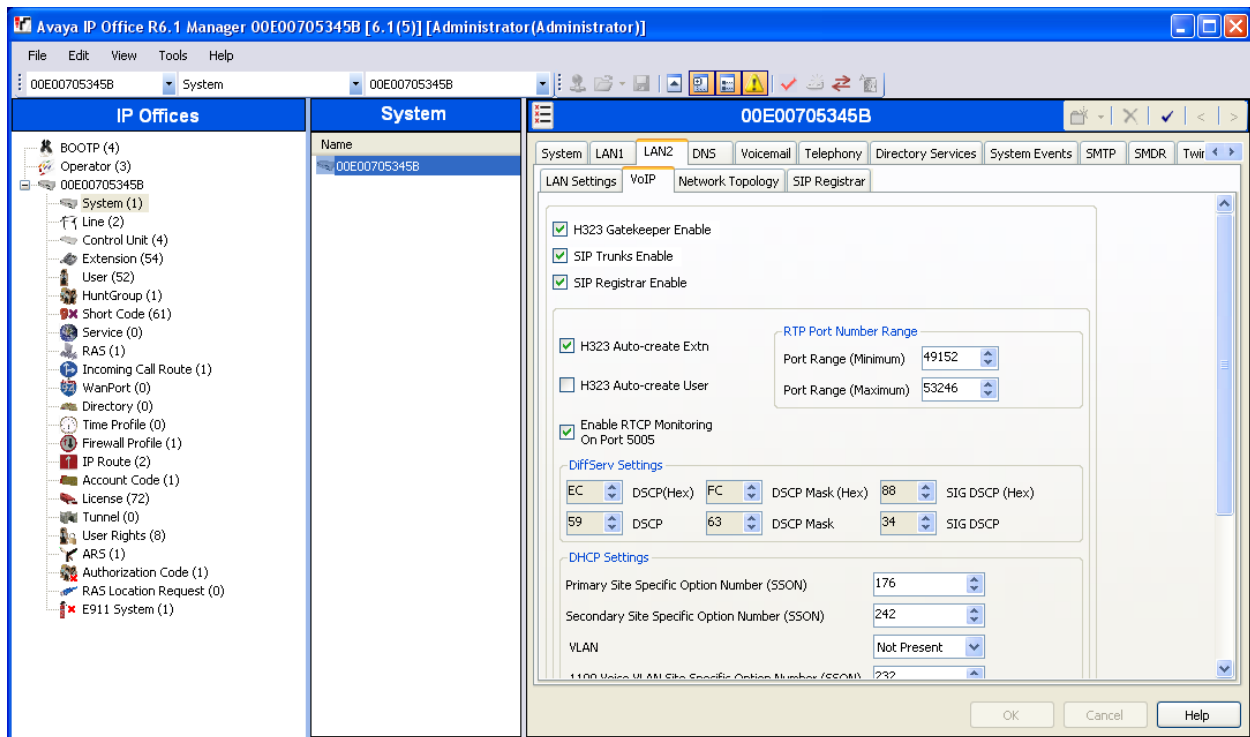 Avaya IP Office R6.1 Manager 00E00705345B [6.1(5)] [Administrator(Administrator)]
File Edit View Tools Help
00E00705345B System 00E00705345B
IP Offices
BOOTP (4)
Operator (3)
00E00705345B
System (1)
Line (2)
Control Unit (4)
Extension (54)
User (52)
HuntGroup (1)
Short Code (61)
Service (0)
RAS (1)
Incoming Call Route (1)
WanPort (0)
Directory (0)
Time Profile (0)
Firewall Profile (1)
IP Route (2)
Account Code (1)
License (72)
Tunnel (0)
User Rights (8)
ARS (1)
Authorization Code (1)
RAS Location Request (0)
E911 System (1)
System
Name
00E00705345B
00E00705345B
System LAN1 LAN2 DNS Voicemail Telephony Directory Services System Events SMTP SMDR Twin
LAN Settings VoIP Network Topology SIP Registrar
H323 Gatekeeper Enable
SIP Trunks Enable
SIP Registrar Enable
H323 Auto-create Extn
H323 Auto-create User
Enable RTCP Monitoring
On Port 5005
RTP Port Number Range
Port Range (Minimum) 49152
Port Range (Maximum) 53246
DiffServ Settings
EC DSCP(Hex) FC DSCP Mask (Hex) 88 SIG DSCP (Hex)
59 DSCP 63 DSCP Mask 34 SIG DSCP
DHCP Settings
Primary Site Specific Option Number (SSON) 176
Secondary Site Specific Option Number (SSON) 242
VLAN Not Present
1100 Voice VLAN Site Specific Option Number (SSON) 232
OK Cancel Help